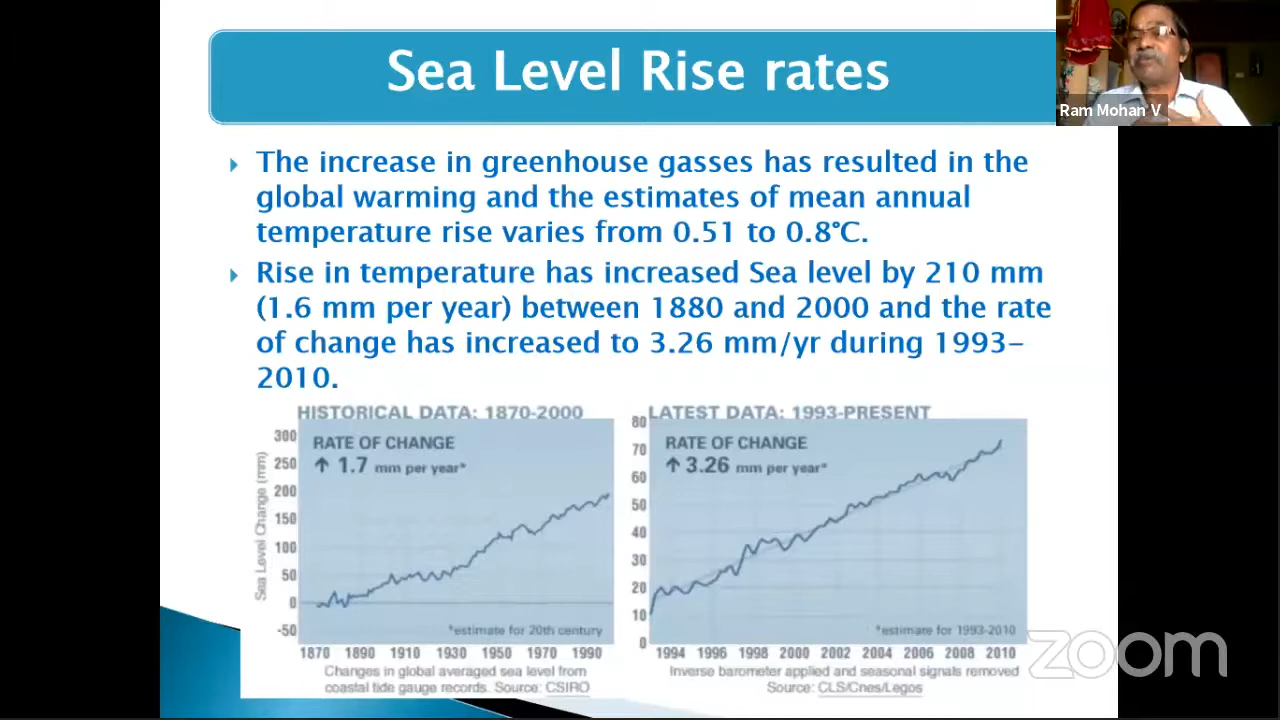 Sea Level Rise rates
Ram Mohan V
The increase in greenhouse gasses has resulted in the
global warming and the estimates of mean annual
temperature rise varies from 0.51 to 0.8°C.
Rise in temperature has increased Sea level by 210 mm
(1.6 mm per year) between 1880 and 2000 and the rate
of change has increased to 3.26 mm/yr during 1993-
2010.
HISTORICAL DATA: 1870-2000
RATE OF CHANGE
↑ 1.7 mm per year*
Sea Level Change (mm)
300
250
200
150
100
50
0
-50
*estimate for 20th century
1870 1890 1910 1930 1950 1970 1990
Changes in global averaged sea level from
coastal tide gauge records. Source: CSIRO
LATEST DATA: 1993-PRESENT
RATE OF CHANGE
↑ 3.26 mm per year*
80
70
60
50
40
30
20
10
0
*estimate for 1993-2010
1994 1996 1998 2000 2002 2004 2006 2008 2010
Inverse barometer applied and seasonal signals removed
Source: CLS/Cnes/Legos
zoom